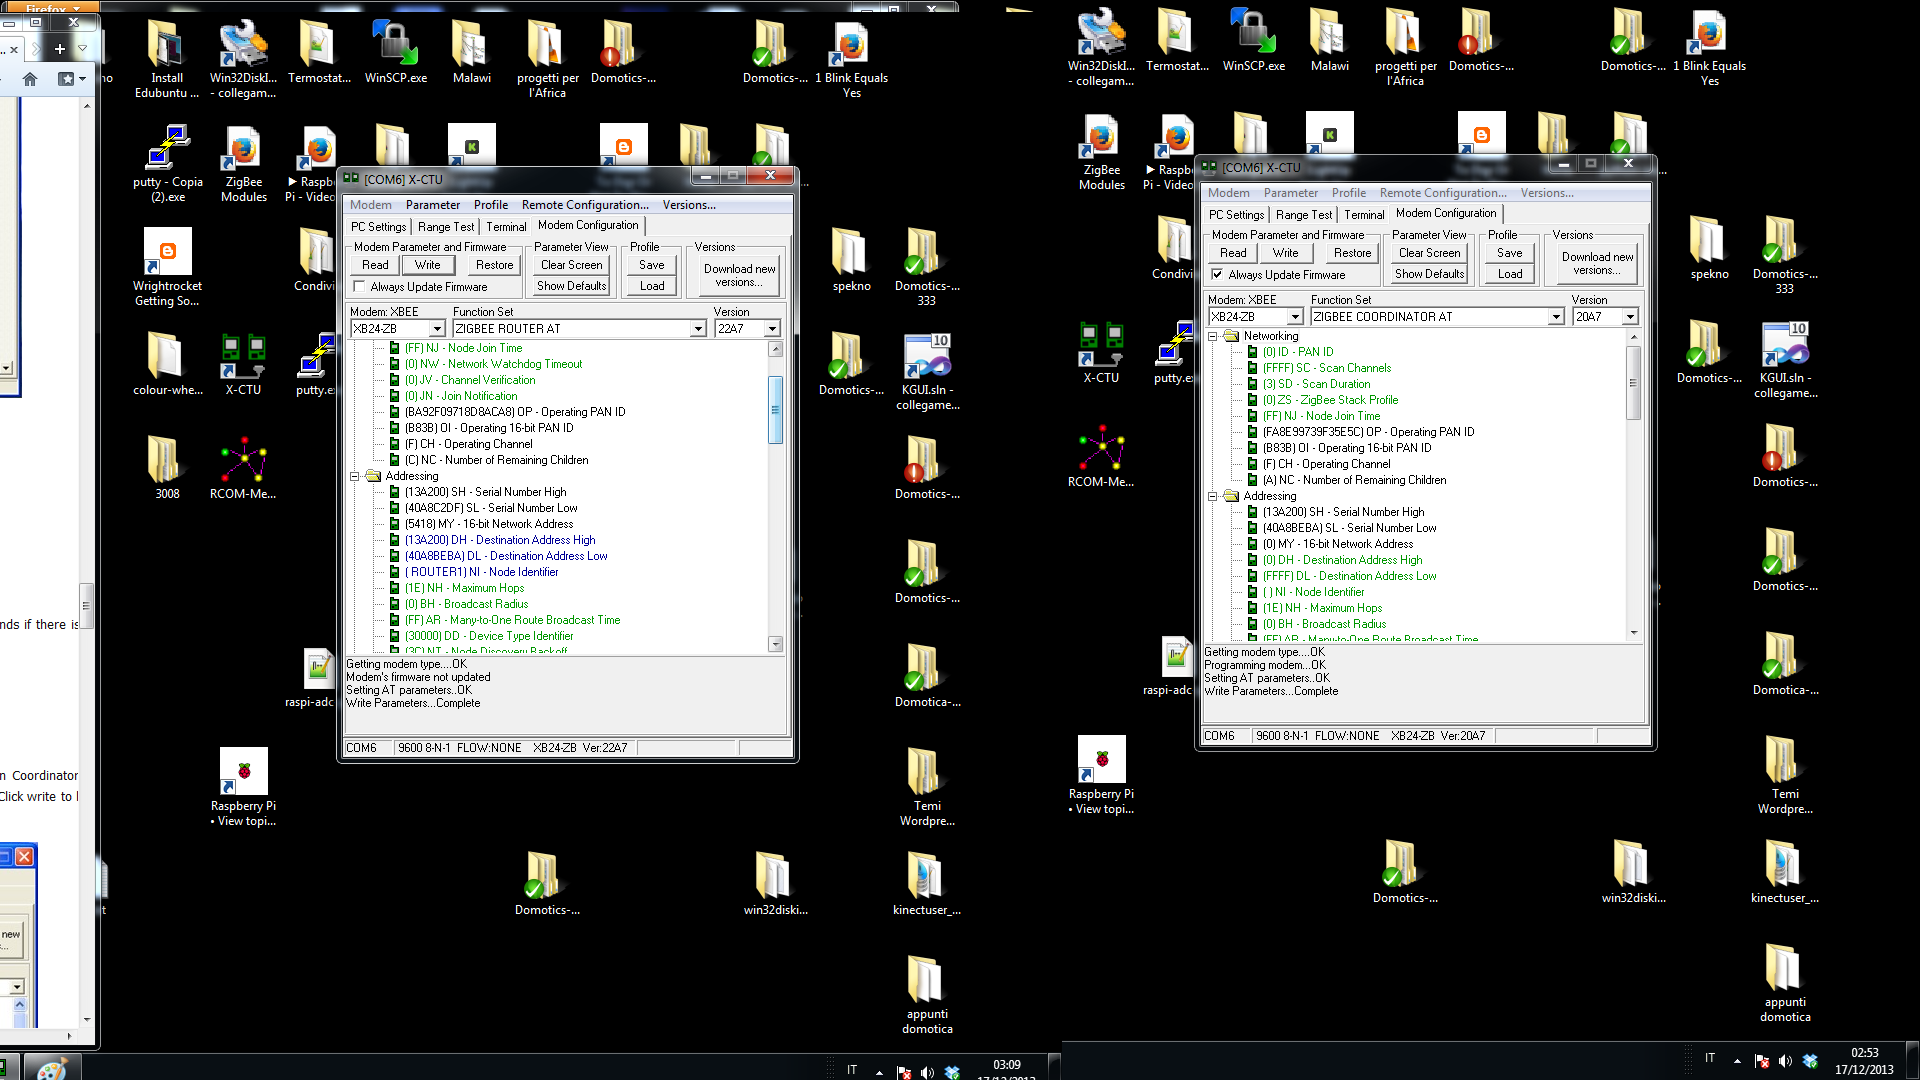 Firefox
no
Install
Edubuntu ...
Win32DiskI...
- collegam...
Termostat...
WinSCP.exe
Malawi
progetti per
l'Africa
Domotics-...
Domotics-...
1 Blink Equals
Yes
putty - Copia
(2).exe
ZigBee
Modules
Raspb
Pi - Video
Wrightrocket
Getting So...
Condivi
spekno
Domotics-...
333
colour-whe...
X-CTU
putty.ex
Domotics-...
KGUI.sln -
collegame...
3008
RCOM-Me...
Domotics-...
Domotics-...
raspi-adc
Domotica-...
Raspberry Pi
• View topi...
Temi
Wordpre...
Domotics-...
win32diski...
kinectuser_...
appunti
domotica
nds if there is
n Coordinator
Click write to
new
...
t
[COM6] X-CTU
Modem Parameter Profile Remote Configuration... Versions...
PC Settings Range Test Terminal Modem Configuration
Modem Parameter and Firmware Parameter View Profile Versions
Read Write Restore Clear Screen Save Download new
versions...
Always Update Firmware Show Defaults Load
Modem: XBEE Function Set Version
XB24-ZB ZIGBEE ROUTER AT 22A7
(FF) NJ - Node Join Time
(0) NW - Network Watchdog Timeout
(0) JV - Channel Verification
(0) JN - Join Notification
(BA92F09718D8ACA8) OP - Operating PAN ID
(B83B) OI - Operating 16-bit PAN ID
(F) CH - Operating Channel
(C) NC - Number of Remaining Children
Addressing
(13A200) SH - Serial Number High
(40A8C2DF) SL - Serial Number Low
(5418) MY - 16-bit Network Address
(13A200) DH - Destination Address High
(40A8BEBA) DL - Destination Address Low
( ROUTER1) NI - Node Identifier
(1E) NH - Maximum Hops
(0) BH - Broadcast Radius
(FF) AR - Many-to-One Route Broadcast Time
(30000) DD - Device Type Identifier
(3C) NT - Node Discovery Backoff
Getting modem type....OK
Modem's firmware not updated
Setting AT parameters..OK
Write Parameters...Complete
COM6 9600 8-N-1 FLOW:NONE XB24-ZB Ver:22A7
IT
03:09
17/12/2013
Win32DiskI...
- collegam...
Termostat...
WinSCP.exe
Malawi
progetti per
l'Africa
Domotics-...
Domotics-...
1 Blink Equals
Yes
ZigBee
Modules
Raspb
Pi - Video
Condivi
spekno
Domotics-...
333
X-CTU
putty.ex
Domotics-...
KGUI.sln -
collegame...
RCOM-Me...
Domotics-...
Domotics-...
raspi-adc
Domotica-...
Raspberry Pi
• View topi...
Temi
Wordpre...
Domotics-...
win32diski...
kinectuser_...
appunti
domotica
[COM6] X-CTU
Modem Parameter Profile Remote Configuration... Versions...
PC Settings Range Test Terminal Modem Configuration
Modem Parameter and Firmware Parameter View Profile Versions
Read Write Restore Clear Screen Save Download new
versions...
Always Update Firmware Show Defaults Load
Modem: XBEE Function Set Version
XB24-ZB ZIGBEE COORDINATOR AT 20A7
Networking
(0) ID - PAN ID
(FFFF) SC - Scan Channels
(3) SD - Scan Duration
(0) ZS - ZigBee Stack Profile
(FF) NJ - Node Join Time
(FA8E99739F35E5C) OP - Operating PAN ID
(B83B) OI - Operating 16-bit PAN ID
(F) CH - Operating Channel
(A) NC - Number of Remaining Children
Addressing
(13A200) SH - Serial Number High
(40A8BEBA) SL - Serial Number Low
(0) MY - 16-bit Network Address
(0) DH - Destination Address High
(FFFF) DL - Destination Address Low
( ) NI - Node Identifier
(1E) NH - Maximum Hops
(0) BH - Broadcast Radius
(FF) AR - Many-to-One Route Broadcast Time
Getting modem type....OK
Programming modem...OK
Setting AT parameters..OK
Write Parameters...Complete
COM6 9600 8-N-1 FLOW:NONE XB24-ZB Ver:20A7
IT
02:53
17/12/2013